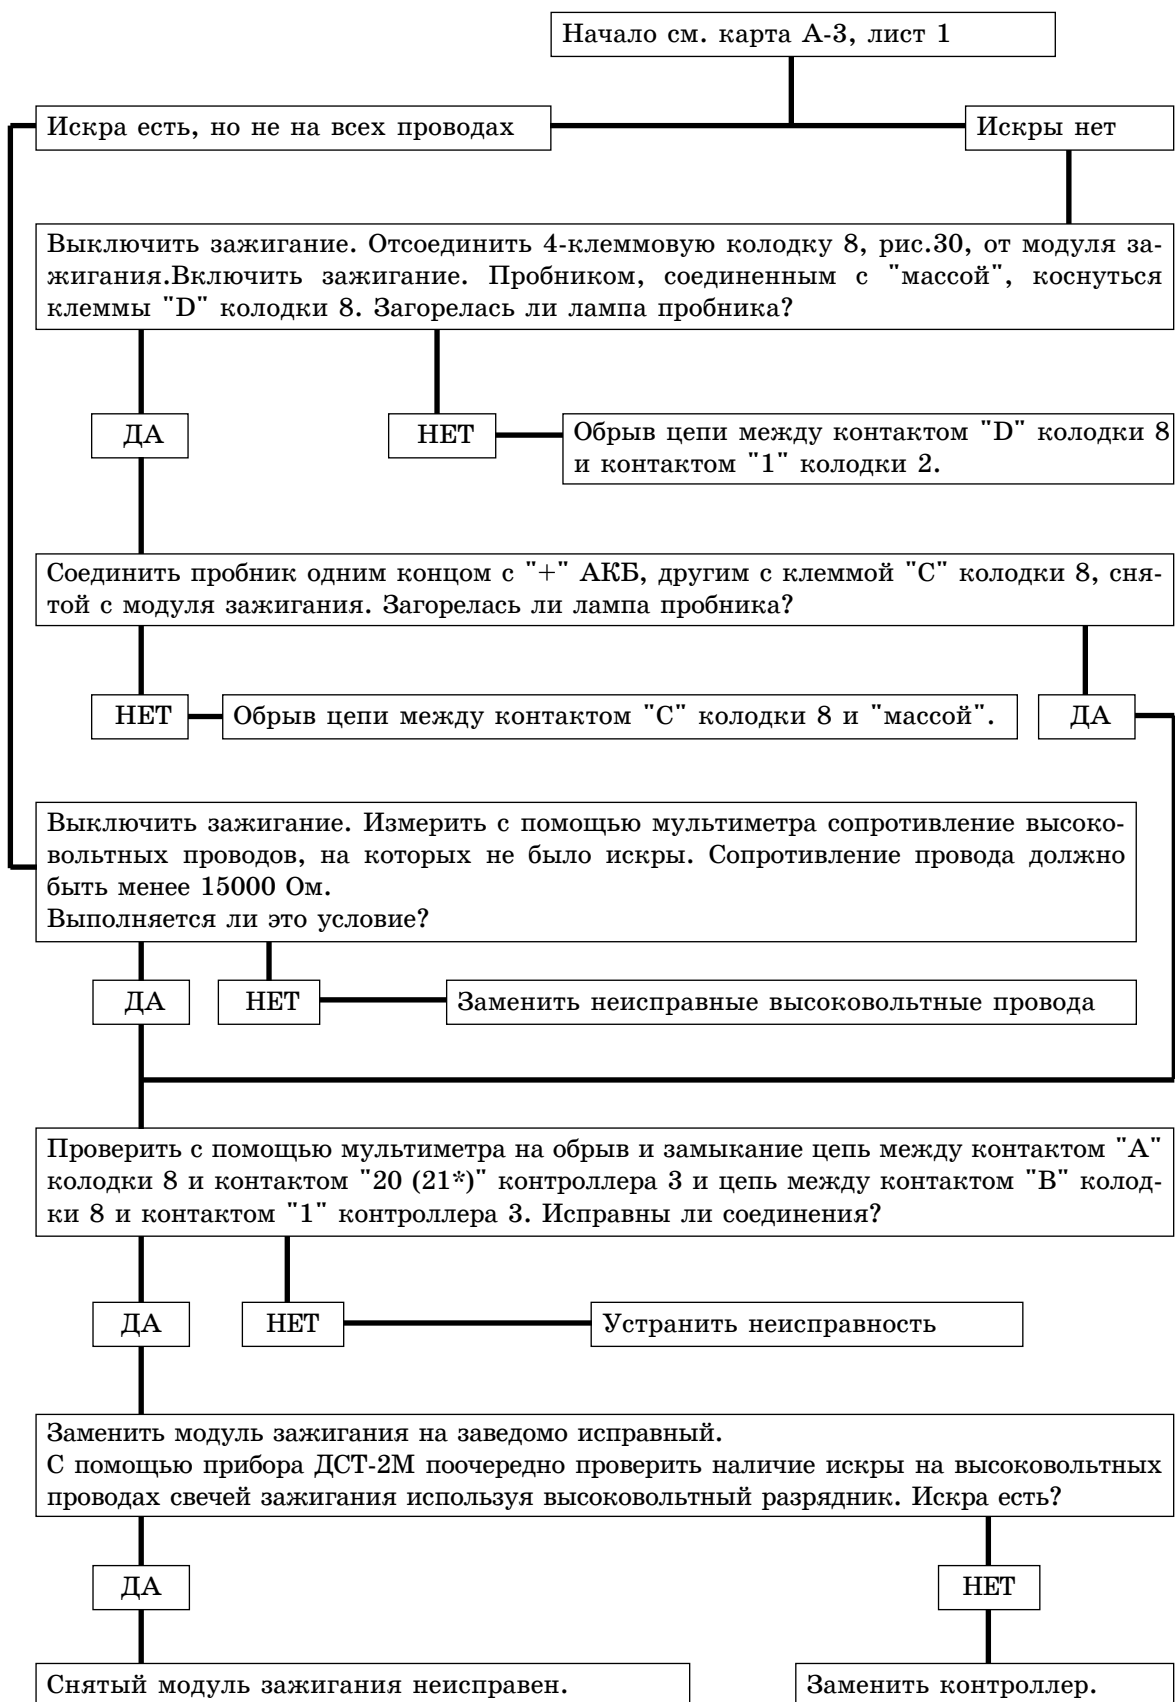 Начало см. карта А-3, лист 1
Искра есть, но не на всех проводах
Искры нет
Выключить зажигание. Отсоединить 4-клеммовую колодку 8, рис.30, от модуля за-
жигания.Включить зажигание. Пробником, соединенным с "массой", коснуться
клеммы "D" колодки 8. Загорелась ли лампа пробника?
ДА
НЕТ
Обрыв цепи между контактом "D" колодки 8
и контактом "1" колодки 2.
Соединить пробник одним концом с "+" АКБ, другим с клеммой "С" колодки 8, сня-
той с модуля зажигания. Загорелась ли лампа пробника?
НЕТ
Обрыв цепи между контактом "С" колодки 8 и "массой".
ДА
Выключить зажигание. Измерить с помощью мультиметра сопротивление высоко-
вольтных проводов, на которых не было искры. Сопротивление провода должно
быть менее 15000 Ом.
Выполняется ли это условие?
ДА
НЕТ
Заменить неисправные высоковольтные провода
Проверить с помощью мультиметра на обрыв и замыкание цепь между контактом "А"
колодки 8 и контактом "20 (21*)" контроллера 3 и цепь между контактом "В" колод-
ки 8 и контактом "1" контроллера 3. Исправны ли соединения?
ДА
НЕТ
Устранить неисправность
Заменить модуль зажигания на заведомо исправный.
С помощью прибора ДСТ-2М поочередно проверить наличие искры на высоковольтных
проводах свечей зажигания используя высоковольтный разрядник. Искра есть?
ДА
НЕТ
Снятый модуль зажигания неисправен.
Заменить контроллер.